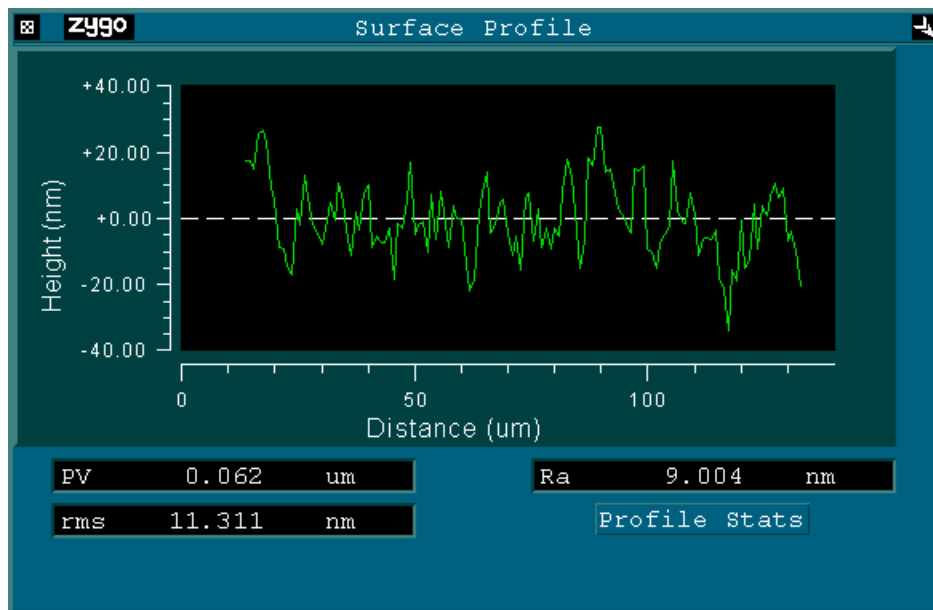 zygo Surface Profile
+40.00
+20.00
+0.00
-20.00
-40.00
Height (nm)
0 50 100
Distance (um)
PV 0.062 um Ra 9.004 nm
rms 11.311 nm Profile Stats